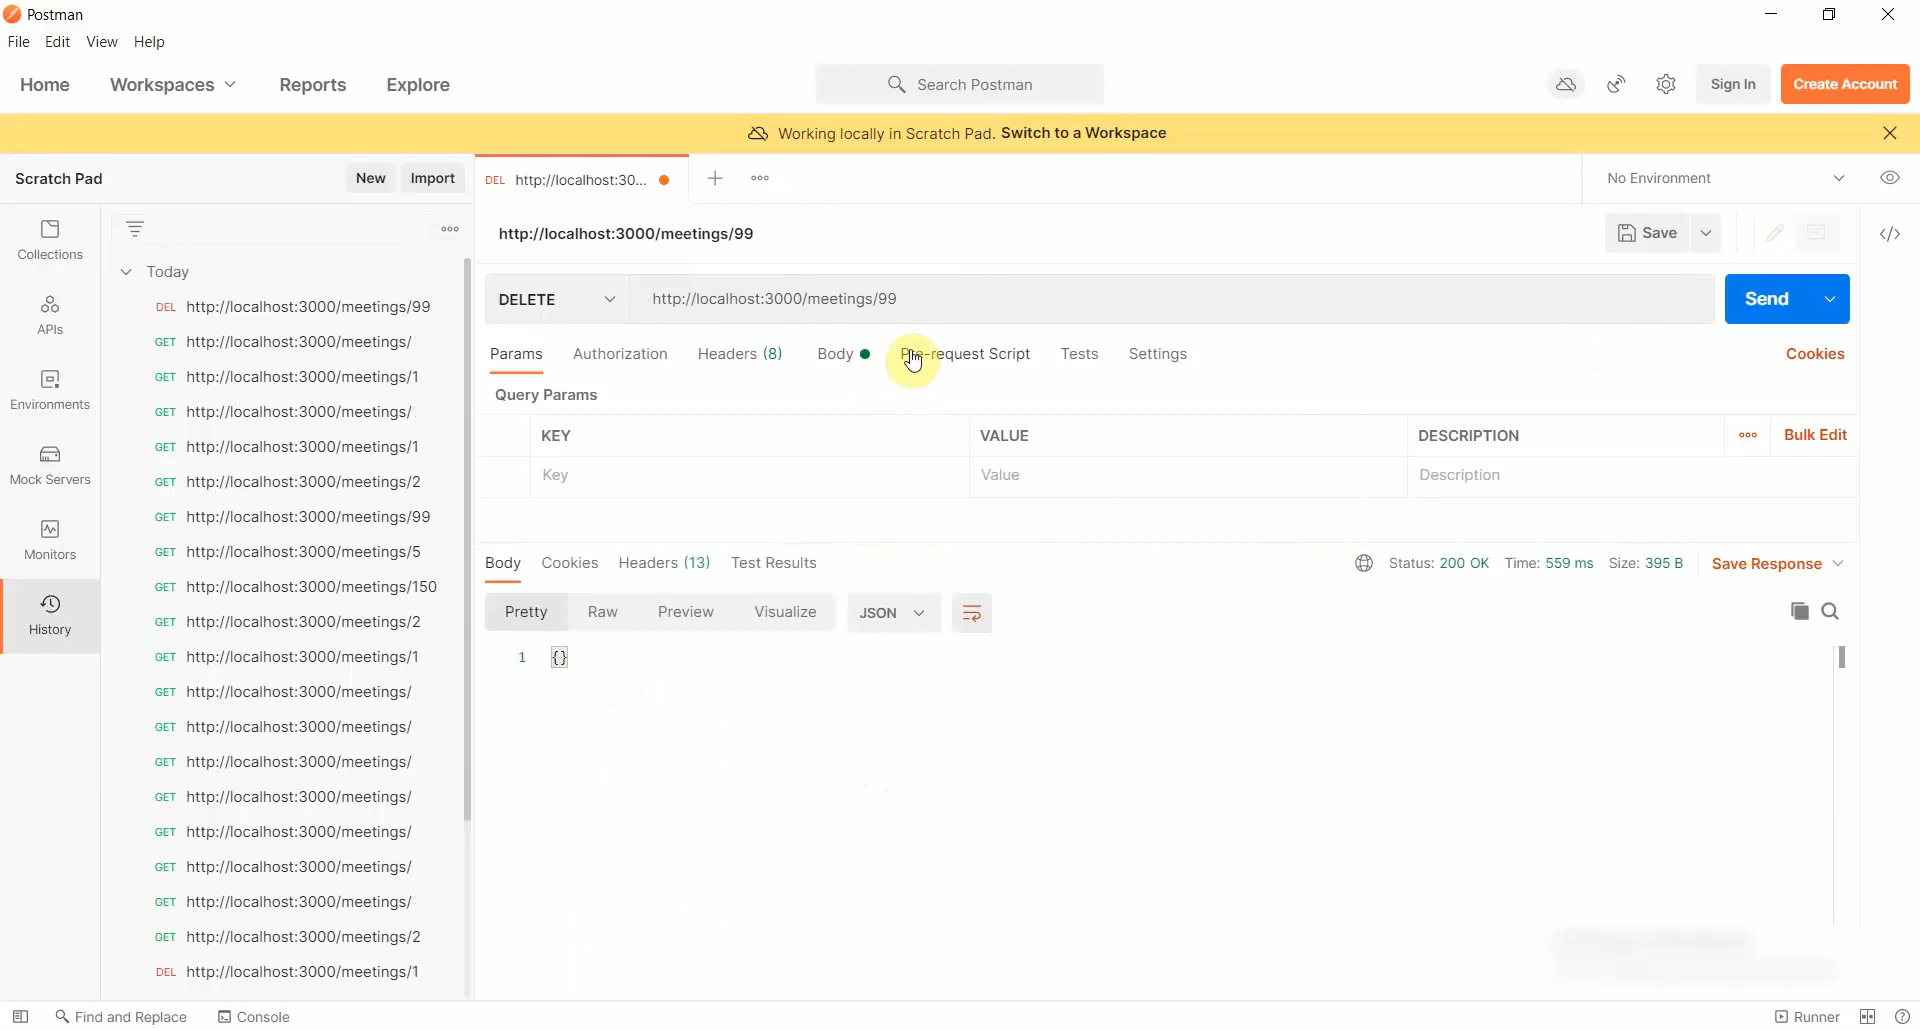 Postman
File Edit View Help
Home Workspaces Reports Explore Search Postman Sign In Create Account
Working locally in Scratch Pad. Switch to a Workspace
Scratch Pad New Import DEL http://localhost:30... No Environment
Collections
APIs
Environments
Mock Servers
Monitors
History
Today
DEL http://localhost:3000/meetings/99
GET http://localhost:3000/meetings/
GET http://localhost:3000/meetings/1
GET http://localhost:3000/meetings/
GET http://localhost:3000/meetings/1
GET http://localhost:3000/meetings/2
GET http://localhost:3000/meetings/99
GET http://localhost:3000/meetings/5
GET http://localhost:3000/meetings/150
GET http://localhost:3000/meetings/2
GET http://localhost:3000/meetings/1
GET http://localhost:3000/meetings/
GET http://localhost:3000/meetings/
GET http://localhost:3000/meetings/
GET http://localhost:3000/meetings/
GET http://localhost:3000/meetings/
GET http://localhost:3000/meetings/
GET http://localhost:3000/meetings/
GET http://localhost:3000/meetings/2
DEL http://localhost:3000/meetings/1
http://localhost:3000/meetings/99 Save </>
DELETE http://localhost:3000/meetings/99 Send
Params Authorization Headers (8) Body Pre-request Script Tests Settings Cookies
Query Params
KEY VALUE DESCRIPTION Bulk Edit
Key Value Description
Body Cookies Headers (13) Test Results Status: 200 OK Time: 559 ms Size: 395 B Save Response
Pretty Raw Preview Visualize JSON
1 {}
Find and Replace Console Runner